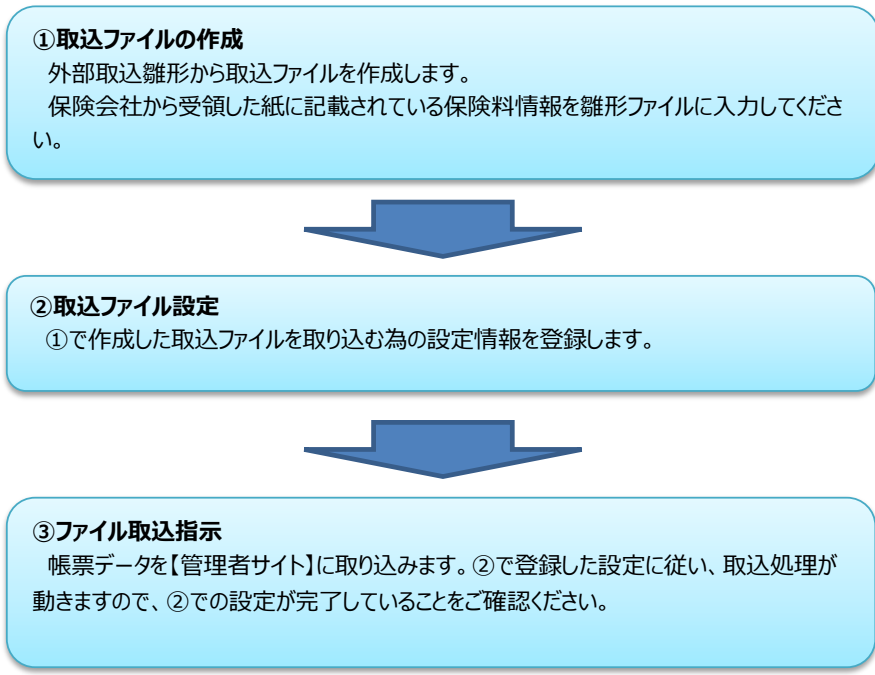 ①取込ファイルの作成
外部取込雛形から取込ファイルを作成します。
保険会社から受領した紙に記載されている保険料情報を雛形ファイルに入力してくださ
い。
②取込ファイル設定
①で作成した取込ファイルを取り込む為の設定情報を登録します。
③ファイル取込指示
帳票データを【管理者サイト】に取り込みます。②で登録した設定に従い、取込処理が
動きますので、②での設定が完了していることをご確認ください。